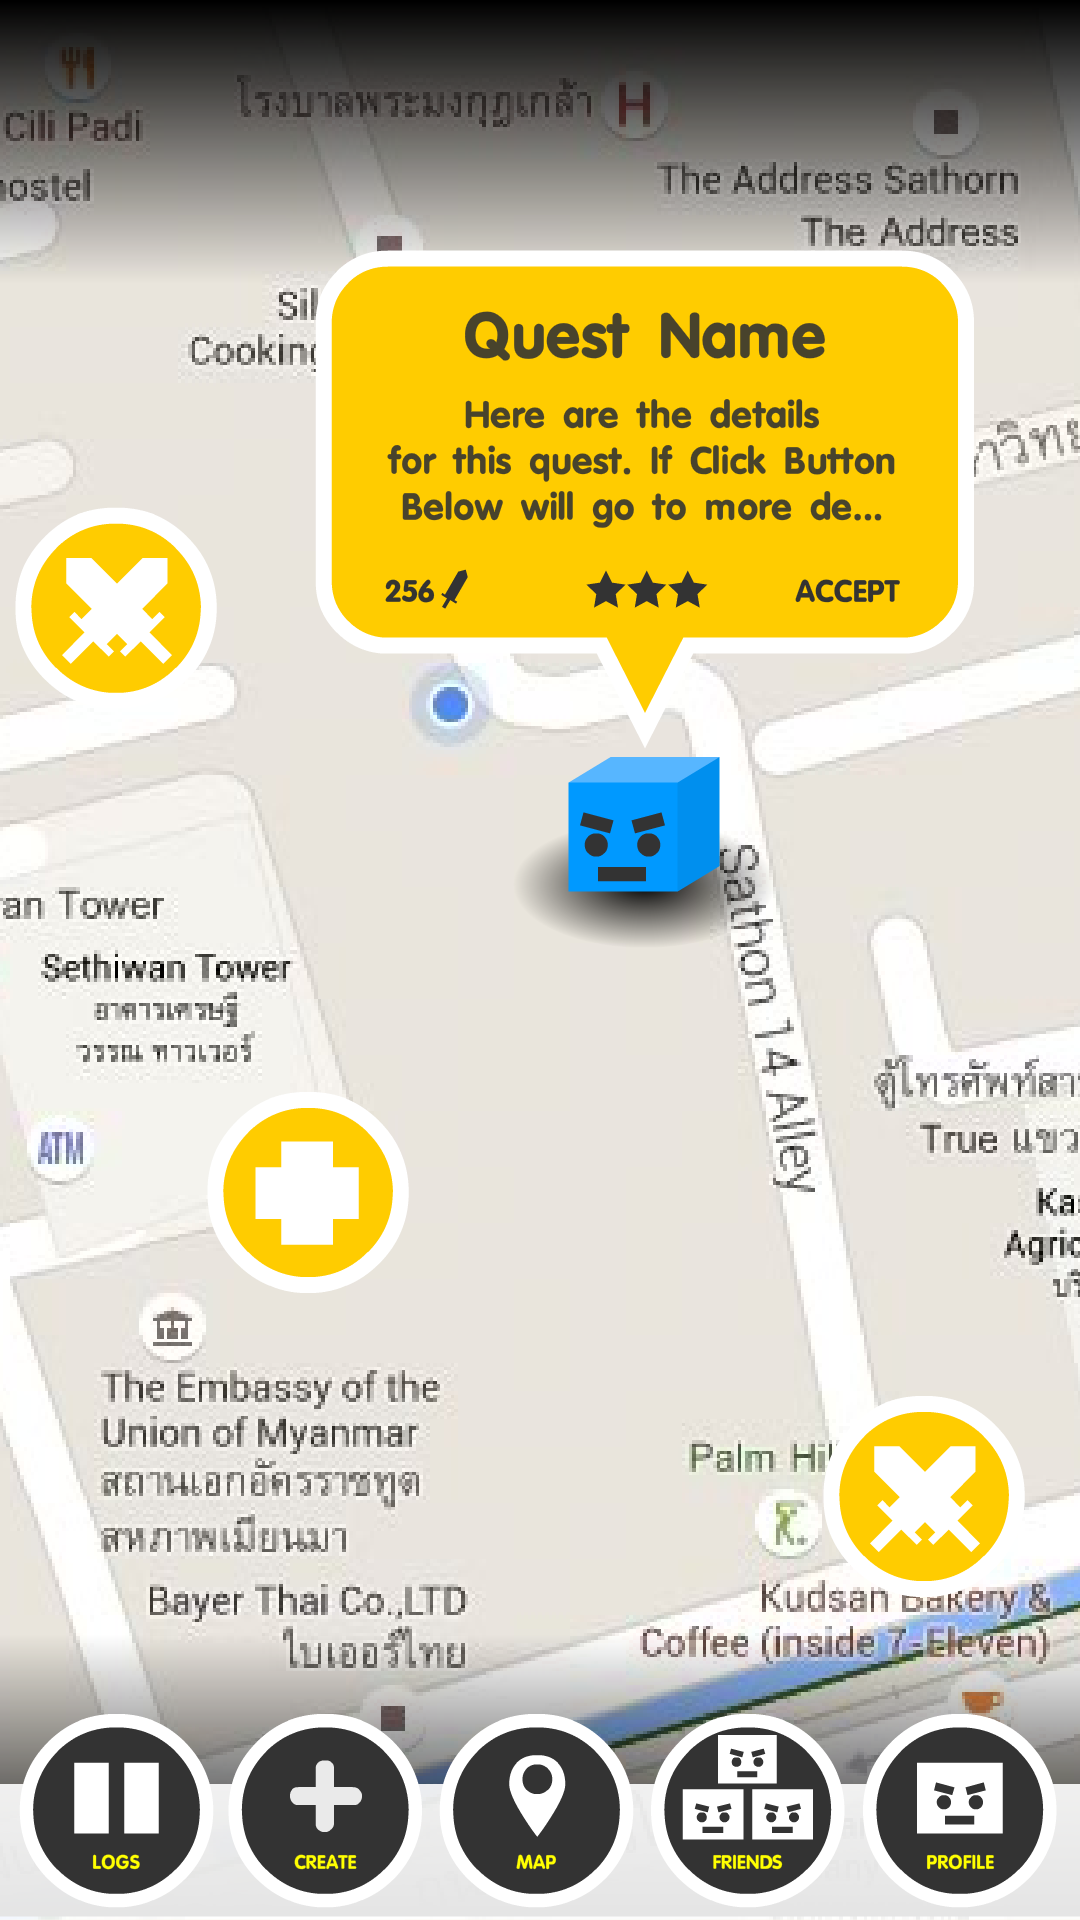 Cili Padi
hostel
โรงบาลพระมงกุฎเกล้า
H
The Address Sathorn
The Address
Sil
Cooking
Quest Name
Here are the details
for this quest. If Click Button
Below will go to more de...
256
ACCEPT
าวิทย
an Tower
Sethiwan Tower
อาคารเศรษฐี
วรรณ ทาวเวอร์
ATM
Sathon 14 Alley
ตู้โทรศัพท์สา
True แขว
Kas
Agric
บริ
The Embassy of the
Union of Myanmar
สถานเอกอัครราชทูต
สหภาพเมียนมา
Palm Hil
Bayer Thai Co.,LTD
ไบเออร์ไทย
Kudsan Bakery &
Coffee (inside 7-Eleven)
LOGS
CREATE
MAP
FRIENDS
PROFILE